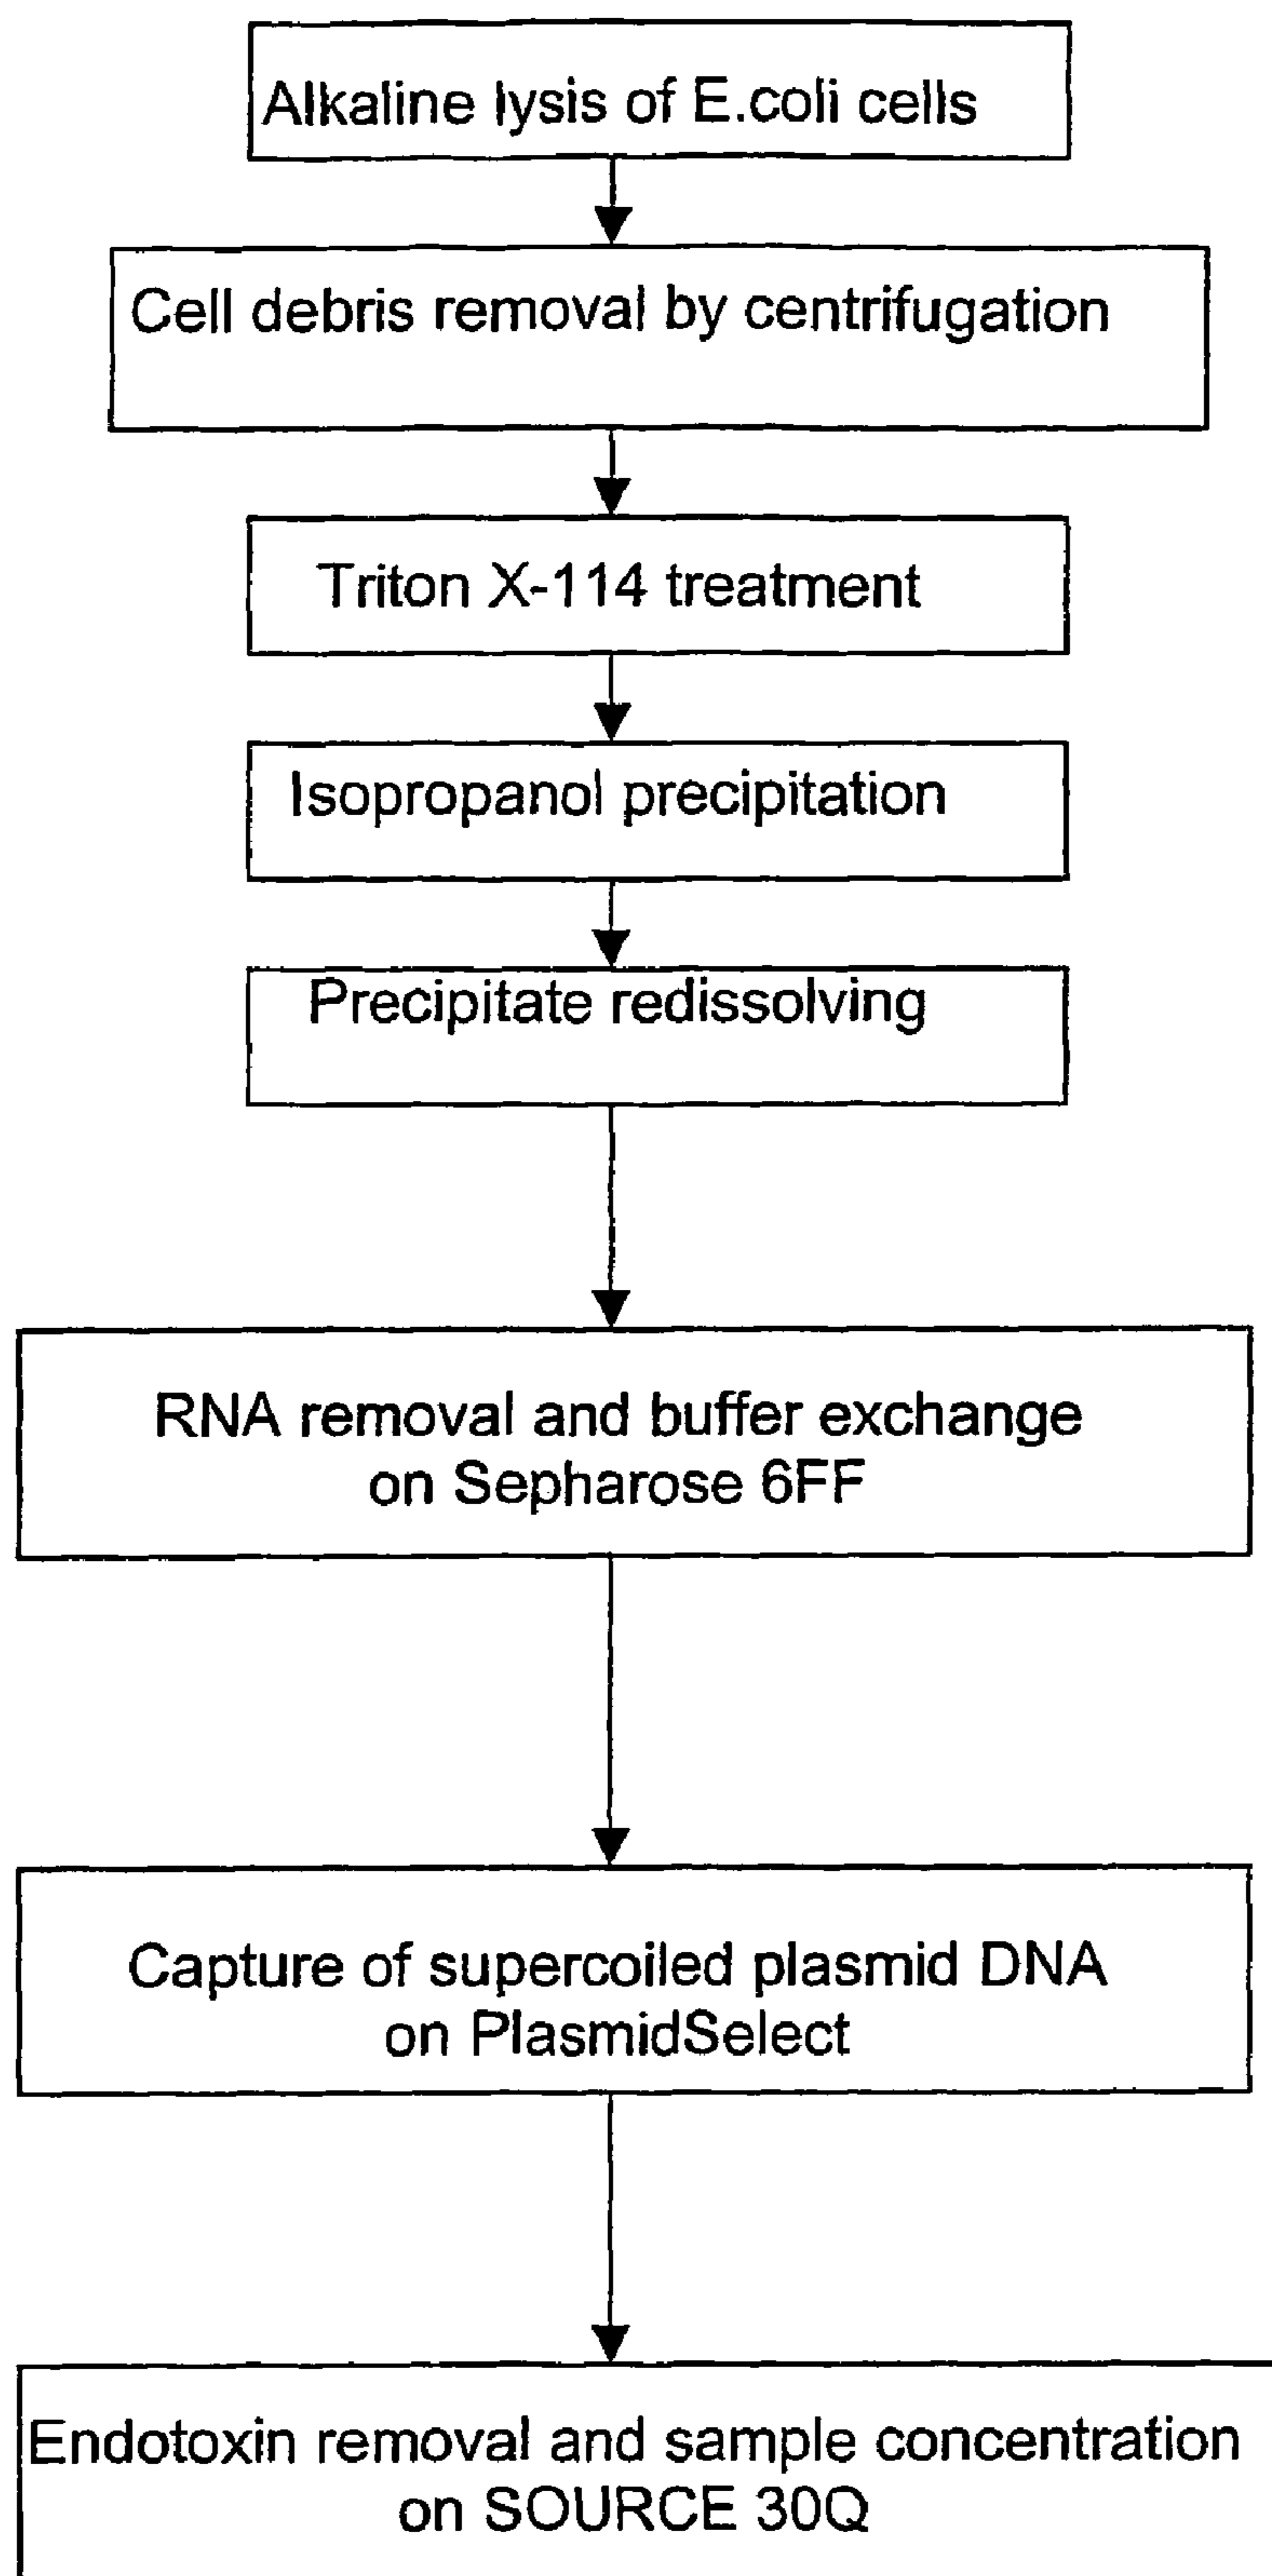 Alkaline lysis of E.coli cells
Cell debris removal by centrifugation
Triton X-114 treatment
Isopropanol precipitation
Precipitate redissolving
RNA removal and buffer exchange
on Sepharose 6FF
Capture of supercoiled plasmid DNA
on PlasmidSelect
Endotoxin removal and sample concentration
on SOURCE 30Q